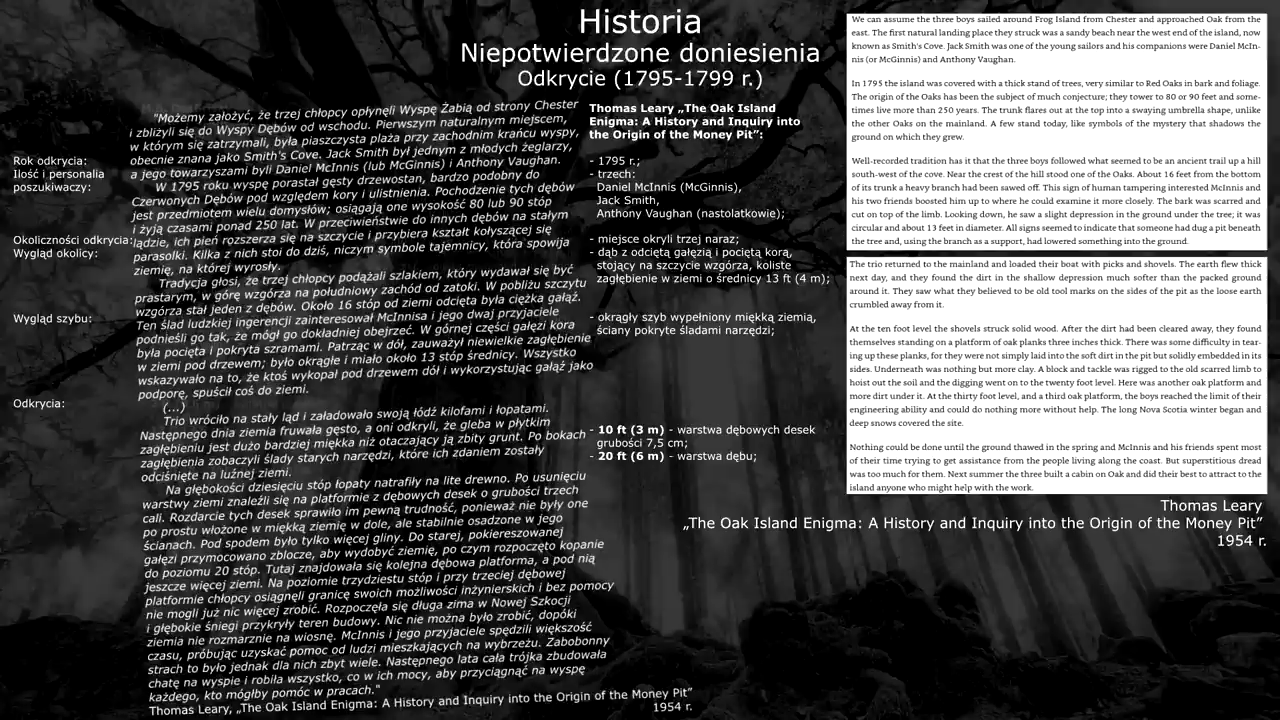 Historia
Niepotwierdzone doniesienia
Odkrycie (1795-1799 r.)
Rok odkrycia:
Ilość i personalia
poszukiwaczy:
Okoliczności odkrycia:
Wygląd okolicy:
Wygląd szybu:
Odkrycia:
"Możemy założyć, że trzej chłopcy opłynęli Wyspę Żabią od strony Chester
i zbliżyli się do Wyspy Dębów od wschodu. Pierwszym naturalnym miejscem,
w którym się zatrzymali, była piaszczysta plaża przy zachodnim krańcu wyspy,
obecnie znana jako Smith's Cove. Jack Smith był jednym z młodych żeglarzy,
a jego towarzyszami byli Daniel McInnis (lub McGinnis) i Anthony Vaughan.
W 1795 roku wyspę porastał gęsty drzewostan, bardzo podobny do
Czerwonych Dębów pod względem kory i ulistnienia. Pochodzenie tych dębów
jest przedmiotem wielu domysłów; osiągają one wysokość 80 lub 90 stóp
i żyją czasami ponad 250 lat. W przeciwieństwie do innych dębów na stałym
lądzie, ich pień rozszerza się na szczycie i przybiera kształt kołyszącej się
parasolki. Kilka z nich stoi do dziś, niczym symbole tajemnicy, która spowija
ziemię, na której wyrosły.
Tradycja głosi, że trzej chłopcy podążali szlakiem, który wydawał się być
prastarym, w górę wzgórza na południowy zachód od zatoki. W pobliżu szczytu
wzgórza stał jeden z dębów. Około 16 stóp od ziemi odcięta była ciężka gałąź.
Ten ślad ludzkiej ingerencji zainteresował McInnisa i jego dwaj przyjaciele
podnieśli go tak, że mógł go dokładniej obejrzeć. W górnej części gałęzi kora
była pocięta i pokryta szramami. Patrząc w dół, zauważył niewielkie zagłębienie
w ziemi pod drzewem; było okrągłe i miało około 13 stóp średnicy. Wszystko
wskazywało na to, że ktoś wykopał pod drzewem dół i wykorzystując gałąź jako
podporę, spuścił coś do ziemi.
(...)
Trio wróciło na stały ląd i załadowało swoją łódź kilofami i łopatami.
Następnego dnia ziemia fruwała gęsto, a oni odkryli, że gleba w płytkim
zagłębieniu jest dużo bardziej miękka niż otaczający ją zbity grunt. Po bokach
zagłębienia zobaczyli ślady starych narzędzi, które ich zdaniem zostały
odciśnięte na luźnej ziemi.
Na głębokości dziesięciu stóp łopaty natrafiły na lite drewno. Po usunięciu
warstwy ziemi znaleźli się na platformie z dębowych desek o grubości trzech
cali. Rozdarcie tych desek sprawiło im pewną trudność, ponieważ nie były one
po prostu włożone w miękką ziemię w dole, ale stabilnie osadzone w jego
ścianach. Pod spodem było tylko więcej gliny. Do starej, pokiereszowanej
gałęzi przymocowano zblocze, aby wydobyć ziemię, po czym rozpoczęto kopanie
do poziomu 20 stóp. Tutaj znajdowała się kolejna dębowa platforma, a pod nią
jeszcze więcej ziemi. Na poziomie trzydziestu stóp i przy trzeciej dębowej
platformie chłopcy osiągnęli granicę swoich możliwości inżynierskich i bez pomocy
nie mogli już nic więcej zrobić. Rozpoczęła się długa zima w Nowej Szkocji
i głębokie śniegi przykryły teren budowy. Nic nie można było zrobić, dopóki
ziemia nie rozmarznie na wiosnę. McInnis i jego przyjaciele spędzili większość
czasu, próbując uzyskać pomoc od ludzi mieszkających na wybrzeżu. Zabobonny
strach to było jednak dla nich zbyt wiele. Następnego lata cała trójka zbudowała
chatę na wyspie i robiła wszystko, co w ich mocy, aby przyciągnąć na wyspę
każdego, kto mógłby pomóc w pracach."
Thomas Leary, „The Oak Island Enigma: A History and Inquiry into the Origin of the Money Pit”
1954 r.
Thomas Leary „The Oak Island
Enigma: A History and Inquiry into
the Origin of the Money Pit”:
- 1795 r.;
- trzech:
Daniel McInnis (McGinnis),
Jack Smith,
Anthony Vaughan (nastolatkowie);
- miejsce okryli trzej naraz;
- dąb z odciętą gałęzią i pociętą korą,
stojący na szczycie wzgórza, koliste
zagłębienie w ziemi o średnicy 13 ft (4 m);
- okrągły szyb wypełniony miękką ziemią,
ściany pokryte śladami narzędzi;
- 10 ft (3 m) - warstwa dębowych desek
grubości 7,5 cm;
- 20 ft (6 m) - warstwa dębu;
We can assume the three boys sailed around Frog Island from Chester and approached Oak from the
east. The first natural landing place they struck was a sandy beach near the west end of the island, now
known as Smith's Cove. Jack Smith was one of the young sailors and his companions were Daniel McIn-
nis (or McGinnis) and Anthony Vaughan.
In 1795 the island was covered with a thick stand of trees, very similar to Red Oaks in bark and foliage.
The origin of the Oaks has been the subject of much conjecture; they tower to 80 or 90 feet and some-
times live more than 250 years. The trunk flares out at the top into a swaying umbrella shape, unlike
the other Oaks on the mainland. A few stand today, like symbols of the mystery that shadows the
ground on which they grew.
Well-recorded tradition has it that the three boys followed what seemed to be an ancient trail up a hill
south-west of the cove. Near the crest of the hill stood one of the Oaks. About 16 feet from the bottom
of its trunk a heavy branch had been sawed off. This sign of human tampering interested McInnis and
his two friends boosted him up to where he could examine it more closely. The bark was scarred and
cut on top of the limb. Looking down, he saw a slight depression in the ground under the tree; it was
circular and about 13 feet in diameter. All signs seemed to indicate that someone had dug a pit beneath
the tree and, using the branch as a support, had lowered something into the ground.
The trio returned to the mainland and loaded their boat with picks and shovels. The earth flew thick
next day, and they found the dirt in the shallow depression much softer than the packed ground
around it. They saw what they believed to be old tool marks on the sides of the pit as the loose earth
crumbled away from it.
At the ten foot level the shovels struck solid wood. After the dirt had been cleared away, they found
themselves standing on a platform of oak planks three inches thick. There was some difficulty in tear-
ing up these planks, for they were not simply laid into the soft dirt in the pit but solidly embedded in its
sides. Underneath was nothing but more clay. A block and tackle was rigged to the old scarred limb to
hoist out the soil and the digging went on to the twenty foot level. Here was another oak platform and
more dirt under it. At the thirty foot level, and a third oak platform, the boys reached the limit of their
engineering ability and could do nothing more without help. The long Nova Scotia winter began and
deep snows covered the site.
Nothing could be done until the ground thawed in the spring and McInnis and his friends spent most
of their time trying to get assistance from the people living along the coast. But superstitious dread
was too much for them. Next summer the three built a cabin on Oak and did their best to attract to the
island anyone who might help with the work.
Thomas Leary
„The Oak Island Enigma: A History and Inquiry into the Origin of the Money Pit”
1954 r.